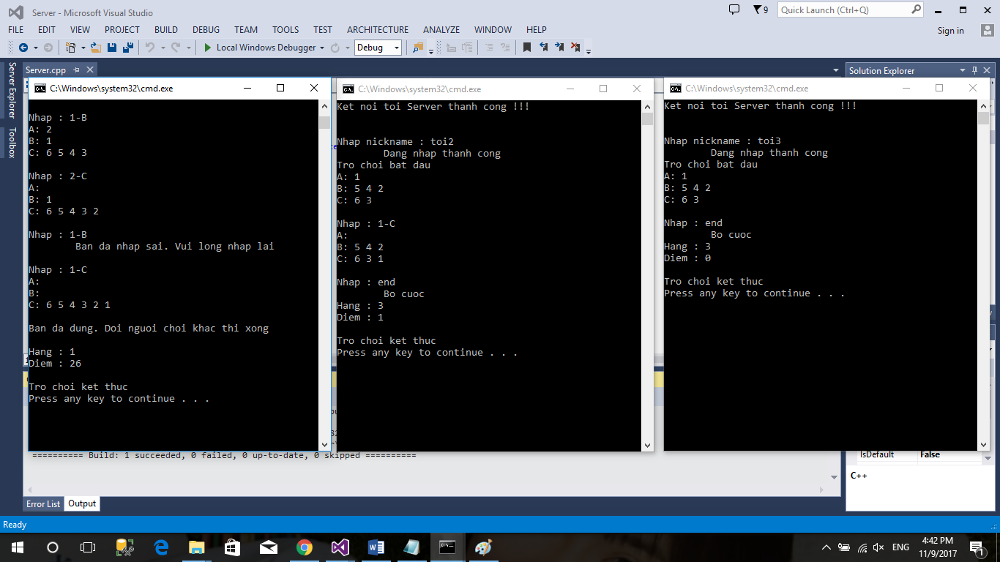 Server - Microsoft Visual Studio
9
Quick Launch (Ctrl+Q)
FILE EDIT VIEW PROJECT BUILD DEBUG TEAM TOOLS TEST ARCHITECTURE ANALYZE WINDOW HELP
Sign in
Local Windows Debugger
Debug
Server Explorer
Toolbox
Server.cpp
Solution Explorer
C:\Windows\system32\cmd.exe
Nhap : 1-B
A: 2
B: 1
C: 6 5 4 3
Nhap : 2-C
A:
B: 1
C: 6 5 4 3 2
Nhap : 1-B
Ban da nhap sai. Vui long nhap lai
Nhap : 1-C
A:
B:
C: 6 5 4 3 2 1
Ban da dung. Doi nguoi choi khac thi xong
Hang : 1
Diem : 26
Tro choi ket thuc
Press any key to continue . . .
C:\Windows\system32\cmd.exe
Ket noi toi Server thanh cong !!!
Nhap nickname : toi2
Dang nhap thanh cong
Tro choi bat dau
A: 1
B: 5 4 2
C: 6 3
Nhap : 1-C
A:
B: 5 4 2
C: 6 3 1
Nhap : end
Bo cuoc
Hang : 3
Diem : 1
Tro choi ket thuc
Press any key to continue . . .
C:\Windows\system32\cmd.exe
Ket noi toi Server thanh cong !!!
Nhap nickname : toi3
Dang nhap thanh cong
Tro choi bat dau
A: 1
B: 5 4 2
C: 6 3
Nhap : end
Bo cuoc
Hang : 3
Diem : 0
Tro choi ket thuc
Press any key to continue . . .
========== Build: 1 succeeded, 0 failed, 0 up-to-date, 0 skipped ==========
IsDefault False
C++
Error List Output
Ready
ENG
4:42 PM
11/9/2017
1